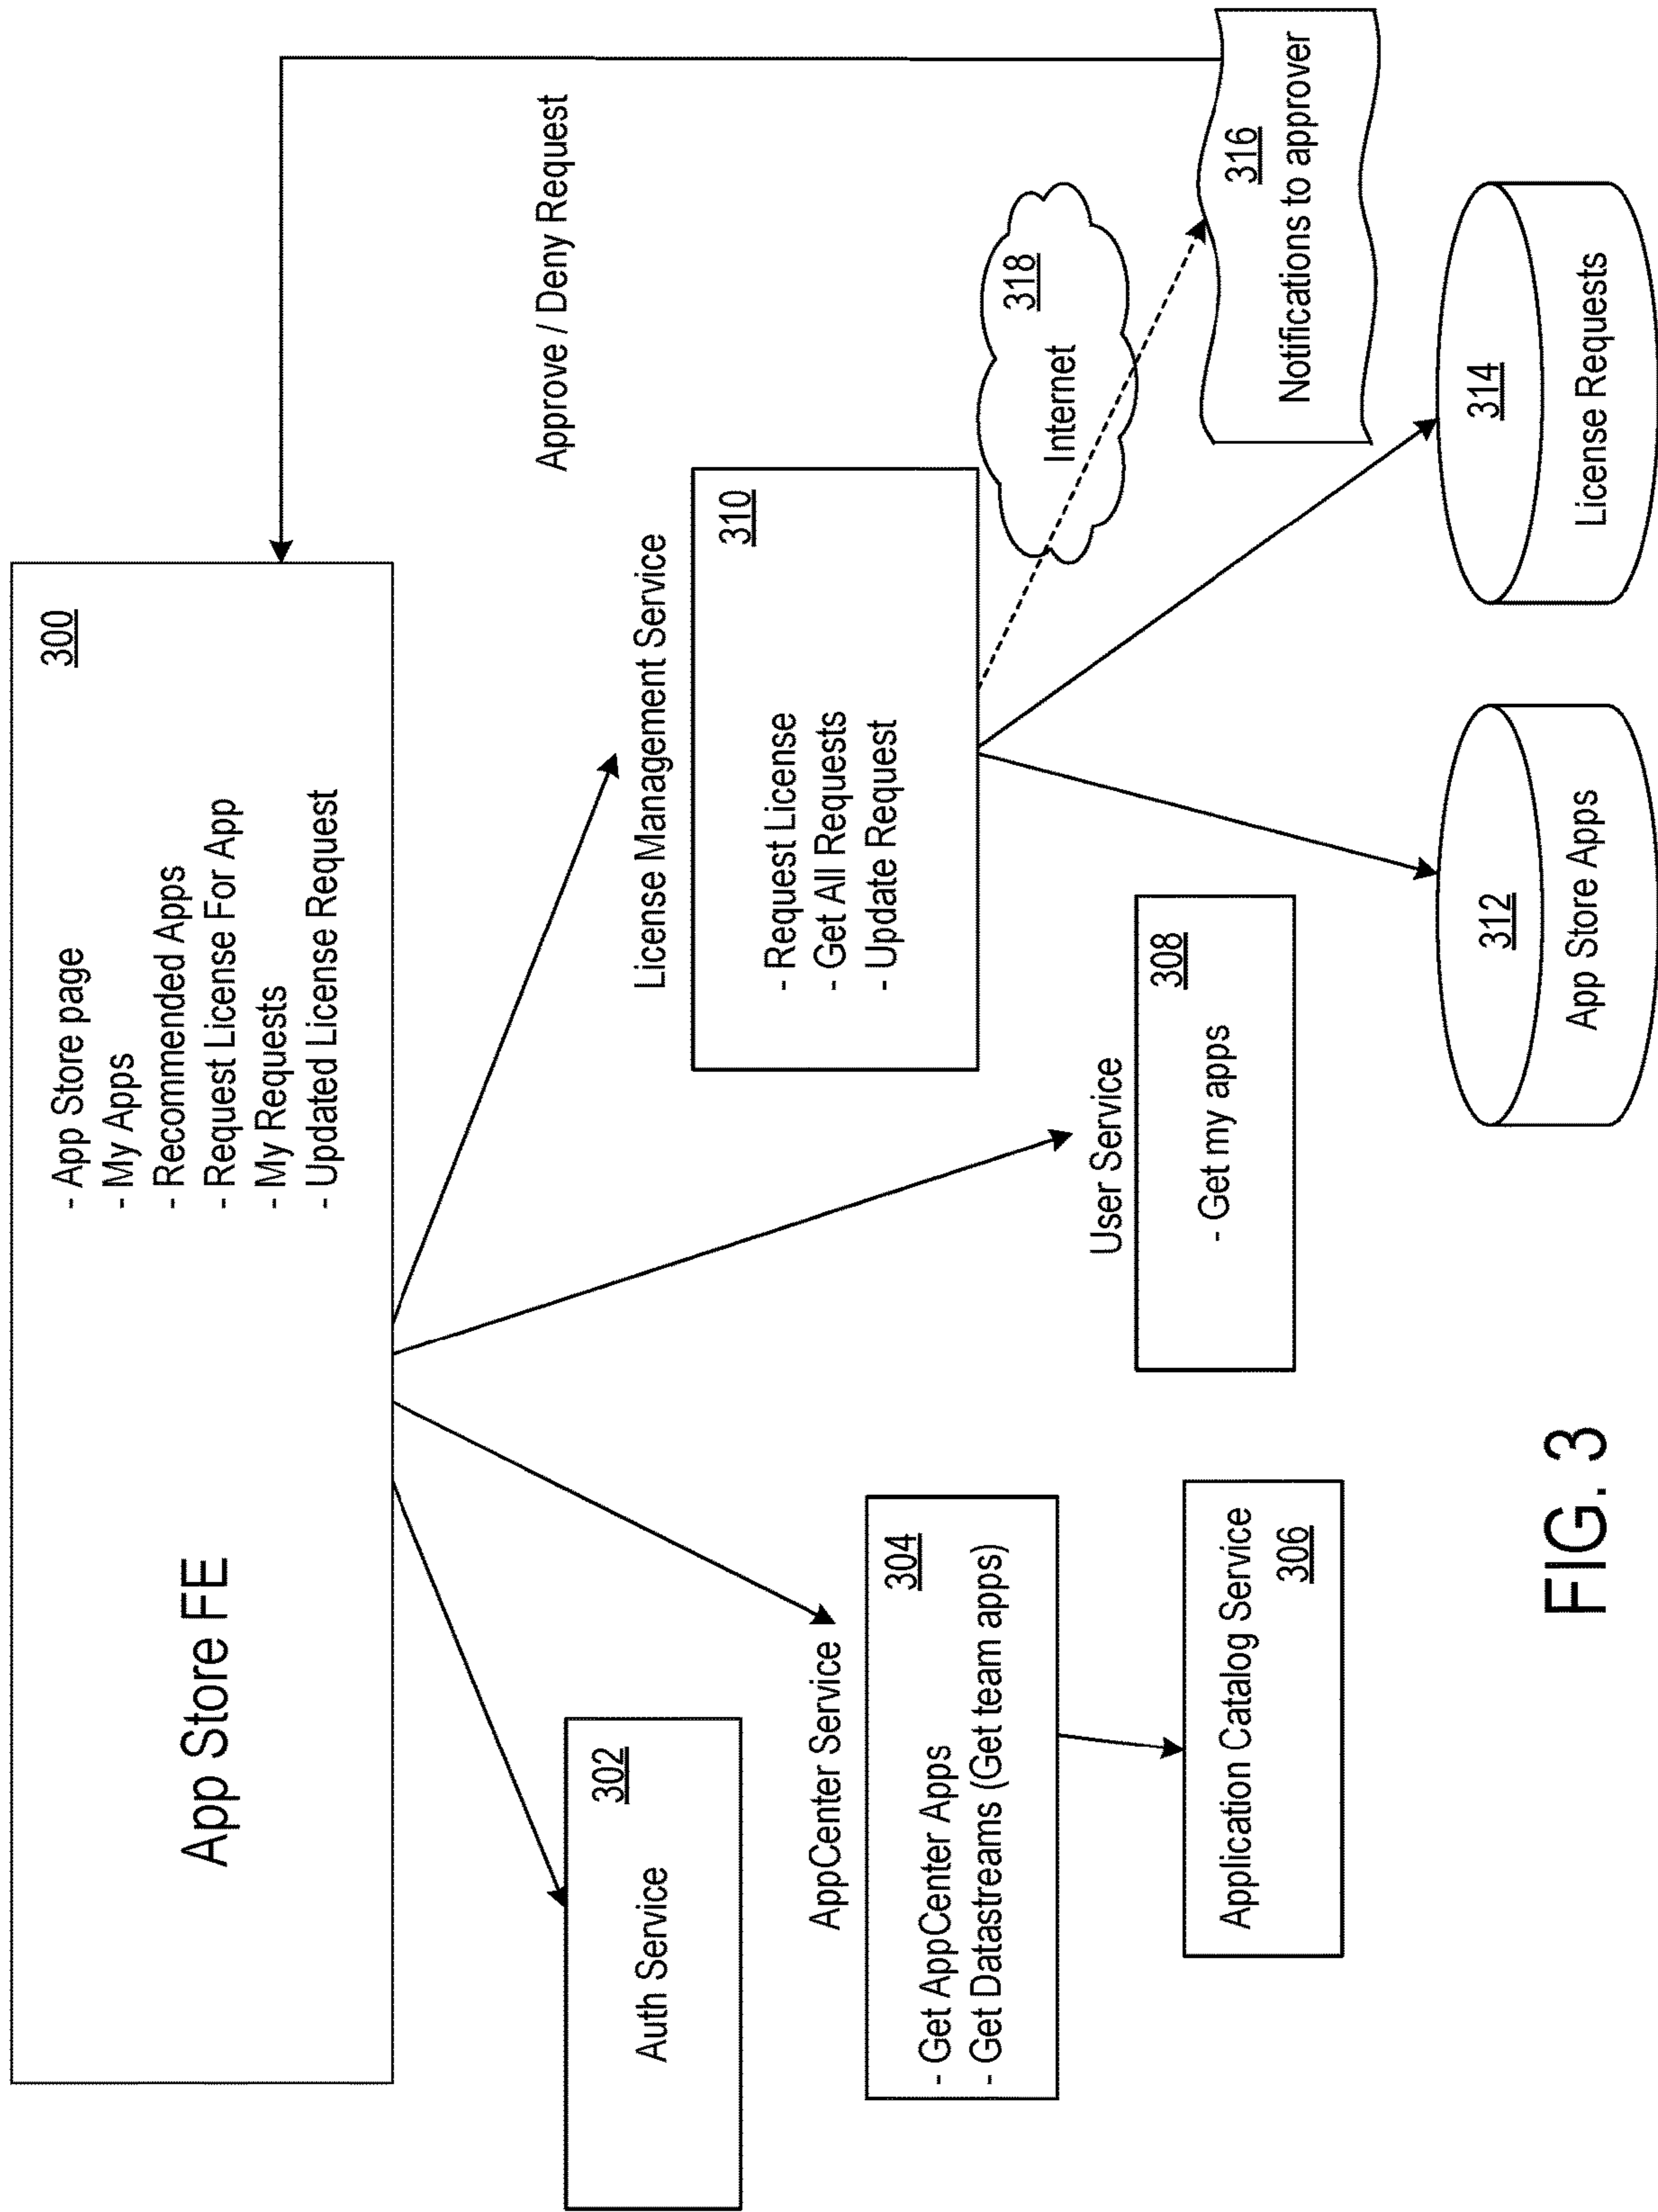 App Store FE
300
- App Store page
- My Apps
- Recommended Apps
- Request License For App
- My Requests
- Updated License Request
Approve / Deny Request
302
Auth Service
AppCenter Service
304
- Get AppCenter Apps
- Get Datastreams (Get team apps)
Application Catalog Service
306
User Service
308
- Get my apps
License Management Service
310
- Request License
- Get All Requests
- Update Request
318
Internet
316
Notifications to approver
312
App Store Apps
314
License Requests
FIG. 3